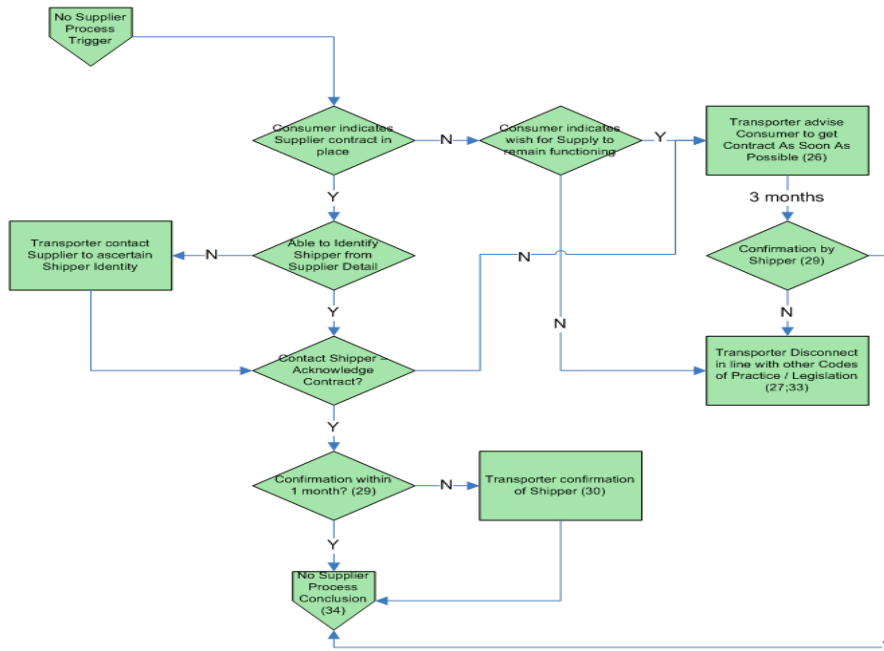 No Supplier
Process
Trigger
Consumer indicates
Supplier contract in
place
N
Consumer indicates
wish for Supply to
remain functioning
Y
Transporter advise
Consumer to get
Contract As Soon As
Possible (26)
Y
3 months
Transporter contact
Supplier to ascertain
Shipper Identity
N
Able to Identify
Shipper from
Supplier Detail
N
Confirmation by
Shipper (29)
Y
N
N
Contact Shipper –
Acknowledge
Contract?
Transporter Disconnect
in line with other Codes
of Practice / Legislation
(27;33)
Y
Confirmation within
1 month? (29)
N
Transporter confirmation
of Shipper (30)
Y
No Supplier
Process
Conclusion
(34)